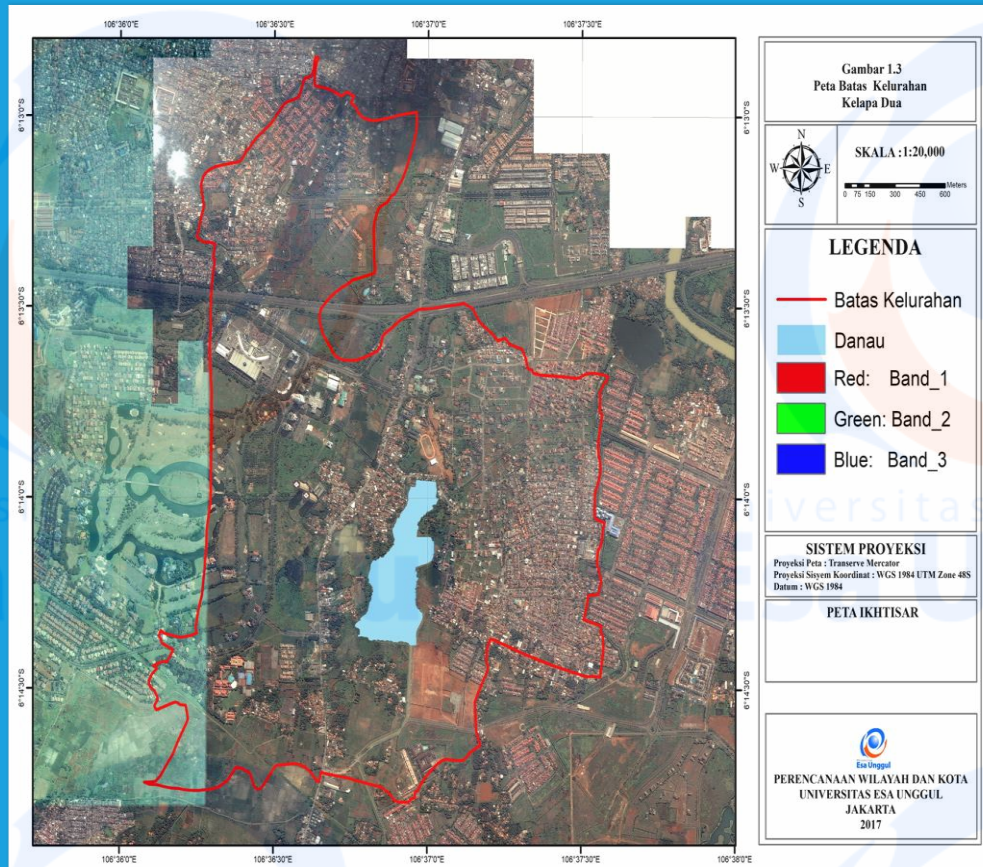 106°36'0"E
106°36'30"E
106°37'0"E
106°37'30"E
6°13'0"S
6°13'30"S
6°14'0"S
6°14'30"S
6°13'0"S
6°13'30"S
6°14'0"S
6°14'30"S
106°36'0"E
106°36'30"E
106°37'0"E
106°37'30"E
106°38'0"E
Gambar 1.3
Peta Batas Kelurahan
Kelapa Dua
N
W E
S
SKALA :1:20,000
Meters
0 75 150 300 450 600
LEGENDA
Batas Kelurahan
Danau
Red: Band_1
Green: Band_2
Blue: Band_3
SISTEM PROYEKSI
Proyeksi Peta : Transerve Mercator
Proyeksi Sisyem Koordinat : WGS 1984 UTM Zone 48S
Datum : WGS 1984
PETA IKHTISAR
Esa Unggul
PERENCANAAN WILAYAH DAN KOTA
UNIVERSITAS ESA UNGGUL
JAKARTA
2017
Universitas
Esa U